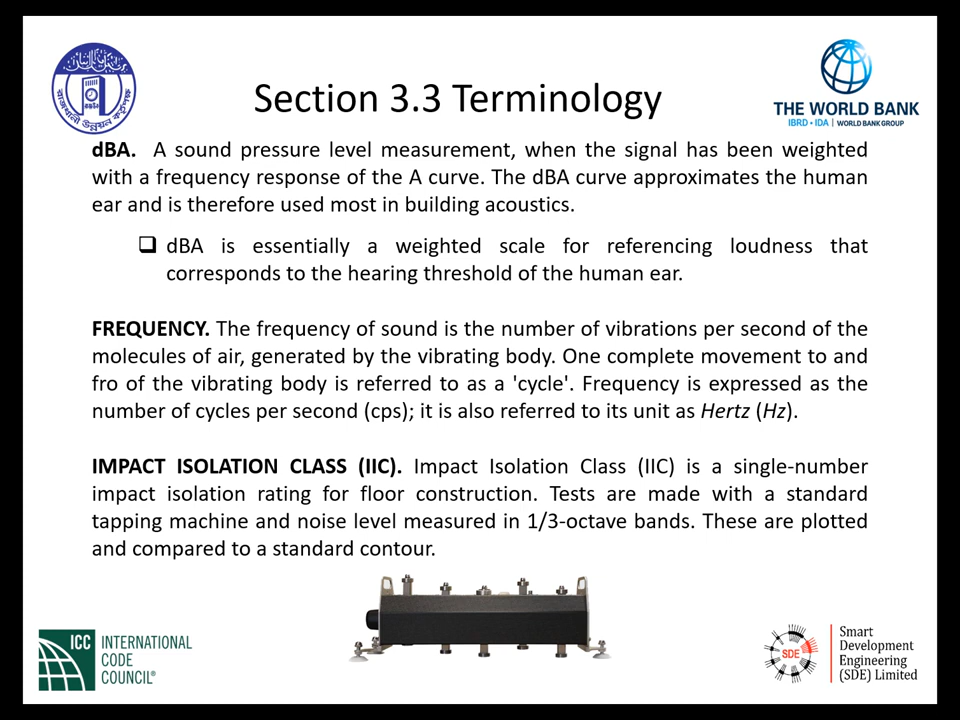 Section 3.3 Terminology
রাজধানী উন্নয়ন কর্তৃপক্ষ
THE WORLD BANK
IBRD • IDA | WORLD BANK GROUP
dBA. A sound pressure level measurement, when the signal has been weighted
with a frequency response of the A curve. The dBA curve approximates the human
ear and is therefore used most in building acoustics.
dBA is essentially a weighted scale for referencing loudness that
corresponds to the hearing threshold of the human ear.
FREQUENCY. The frequency of sound is the number of vibrations per second of the
molecules of air, generated by the vibrating body. One complete movement to and
fro of the vibrating body is referred to as a 'cycle'. Frequency is expressed as the
number of cycles per second (cps); it is also referred to its unit as Hertz (Hz).
IMPACT ISOLATION CLASS (IIC). Impact Isolation Class (IIC) is a single-number
impact isolation rating for floor construction. Tests are made with a standard
tapping machine and noise level measured in 1/3-octave bands. These are plotted
and compared to a standard contour.
ICC
INTERNATIONAL
CODE
COUNCIL®
SDE
Smart
Development
Engineering
(SDE) Limited